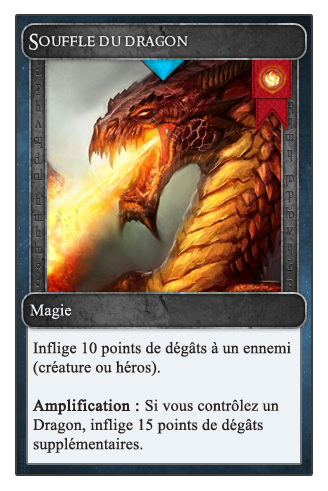 SOUFFLE DU DRAGON
Magie
Inflige 10 points de dégâts à un ennemi
(créature ou héros).
Amplification : Si vous contrôlez un
Dragon, inflige 15 points de dégâts
supplémentaires.